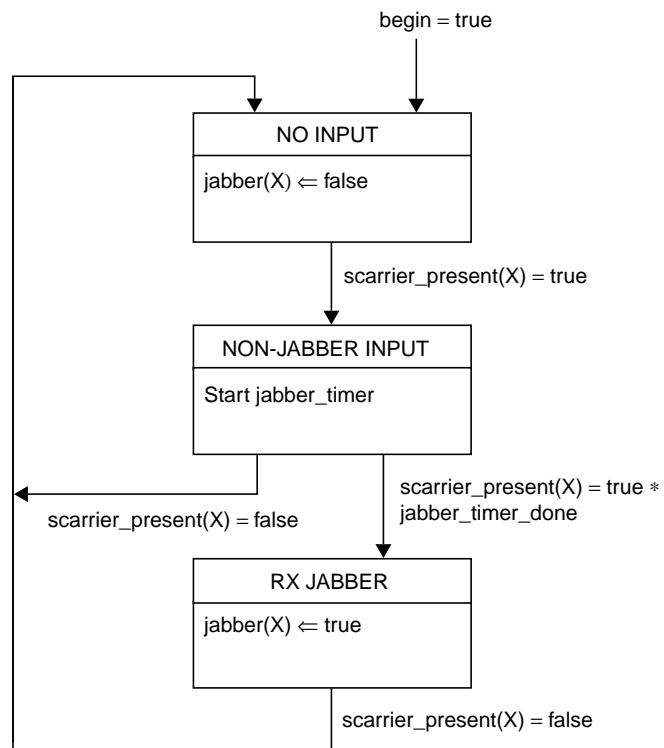 begin = true
NO INPUT
jabber(X) ⇐ false
scarrier_present(X) = true
NON-JABBER INPUT
Start jabber_timer
scarrier_present(X) = false
scarrier_present(X) = true *
jabber_timer_done
RX JABBER
jabber(X) ⇐ true
scarrier_present(X) = false